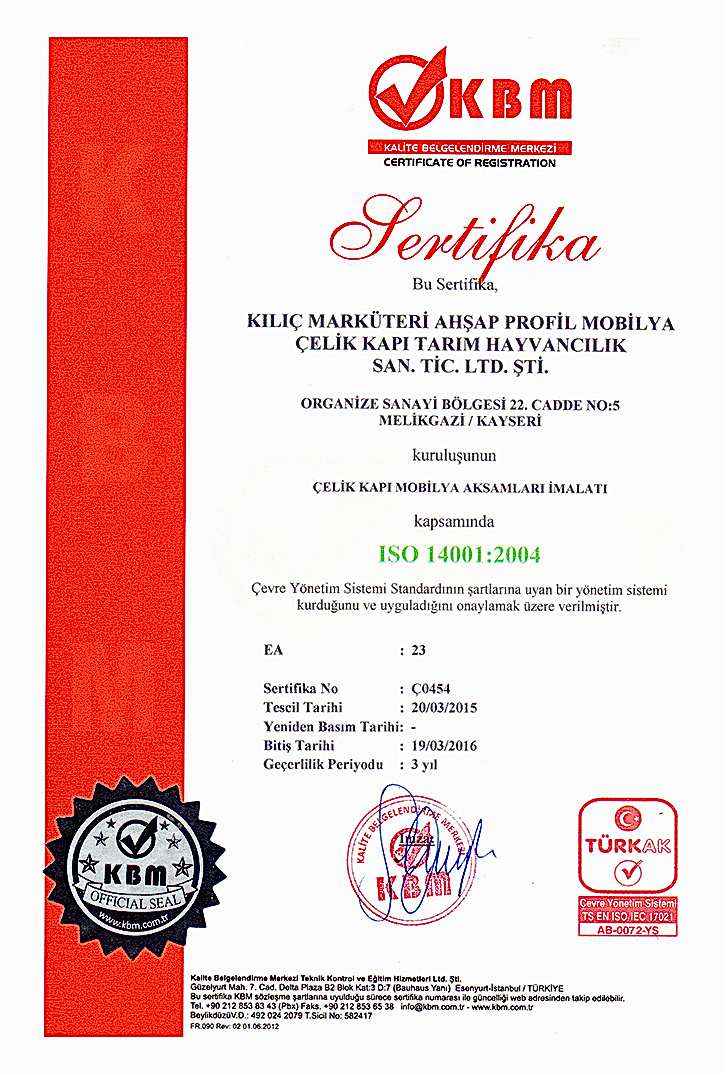 KBM
KALİTE BELGELENDİRME MERKEZİ
CERTIFICATE OF REGISTRATION
Sertifika
Bu Sertifika,
KILIÇ MARKÜTERİ AHŞAP PROFİL MOBİLYA
ÇELİK KAPI TARIM HAYVANCILIK
SAN. TİC. LTD. ŞTİ.
ORGANİZE SANAYİ BÖLGESİ 22. CADDE NO:5
MELİKGAZİ / KAYSERİ
kuruluşunun
ÇELİK KAPI MOBİLYA AKSAMLARI İMALATI
kapsamında
ISO 14001:2004
Çevre Yönetim Sistemi Standardının şartlarına uyan bir yönetim sistemi
kurduğunu ve uyguladığını onaylamak üzere verilmiştir.
EA : 23
Sertifika No : Ç0454
Tescil Tarihi : 20/03/2015
Yeniden Basım Tarihi: -
Bitiş Tarihi : 19/03/2016
Geçerlilik Periyodu : 3 yıl
K
B
M
KBM
OFFICIAL SEAL
www.kbm.com.tr
KALİTE BELGELENDİRME MERKEZİ
İmza
KBM
TÜRKAK
Çevre Yönetim Sistemi
TS EN ISO/IEC 17021
AB-0072-YS
Kalite Belgelendirme Merkezi Teknik Kontrol ve Eğitim Hizmetleri Ltd. Şti.
Güzelyurt Mah. 7. Cad. Delta Plaza B2 Blok Kat:3 D:7 (Bauhaus Yanı) Esenyurt-İstanbul / TÜRKİYE
Bu sertifika KBM sözleşme şartlarına uyulduğu sürece sertifika numarası ile güncelliği web adresinden takip edilebilir.
Tel. +90 212 853 83 43 (Pbx) Faks. +90 212 853 65 38 info@kbm.com.tr - www.kbm.com.tr
BeylikdüzüV.D.: 492 024 2079 T.Sicil No: 582417
FR.090 Rev: 02 01.06.2012